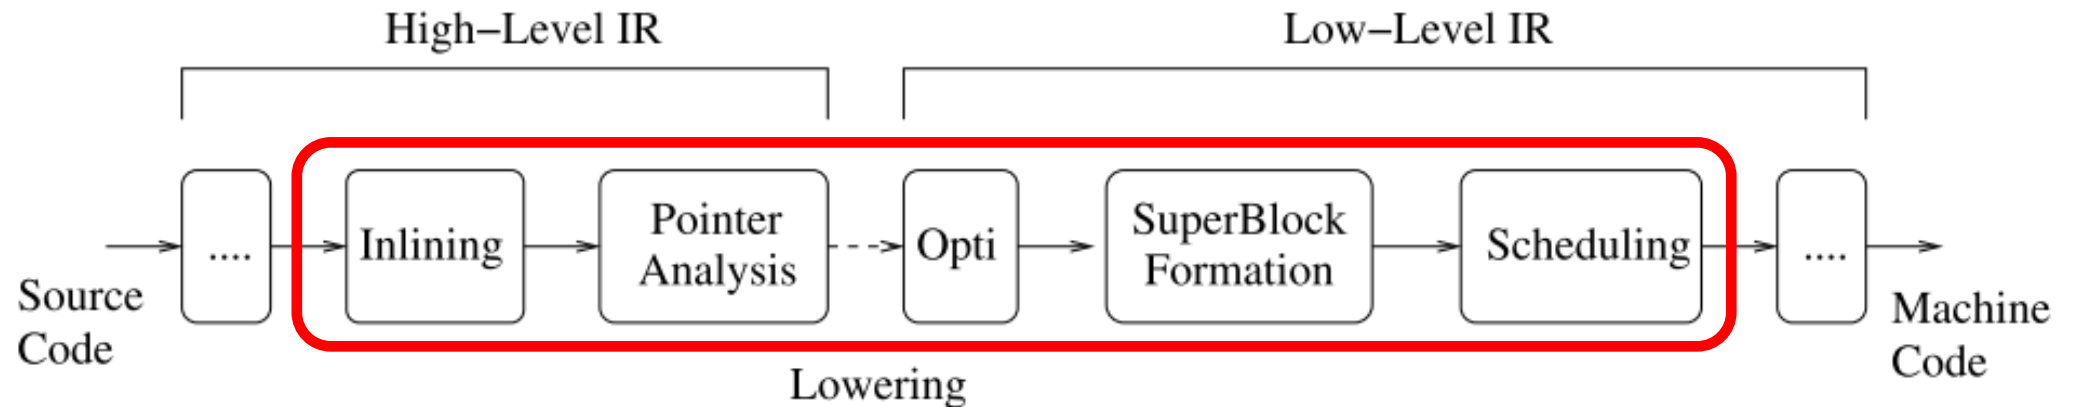 High–Level IR
Low–Level IR
Source
Code
....
Inlining
Pointer
Analysis
Opti
SuperBlock
Formation
Scheduling
....
Machine
Code
Lowering